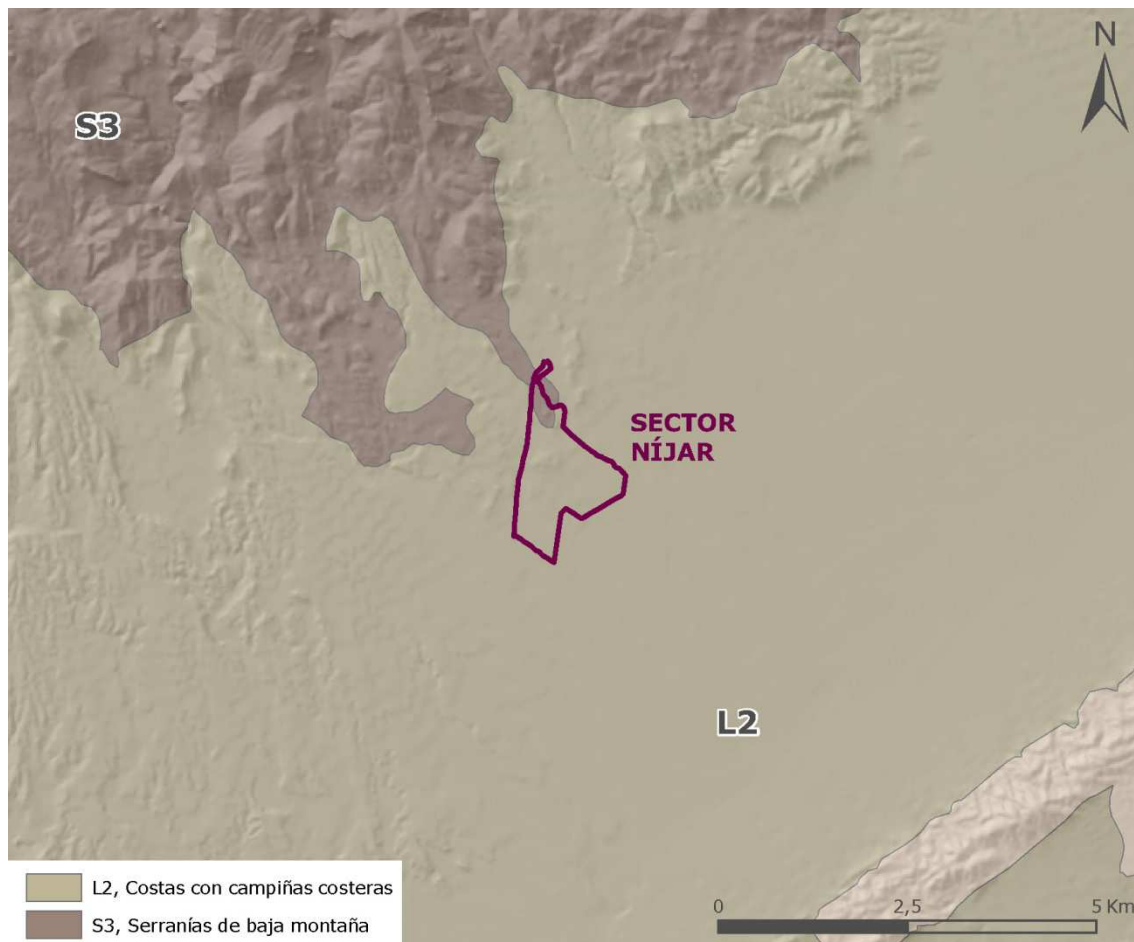 N
S3
SECTOR
NÍJAR
L2
L2, Costas con campiñas costeras
S3, Serranías de baja montaña
0 2,5 5 Km